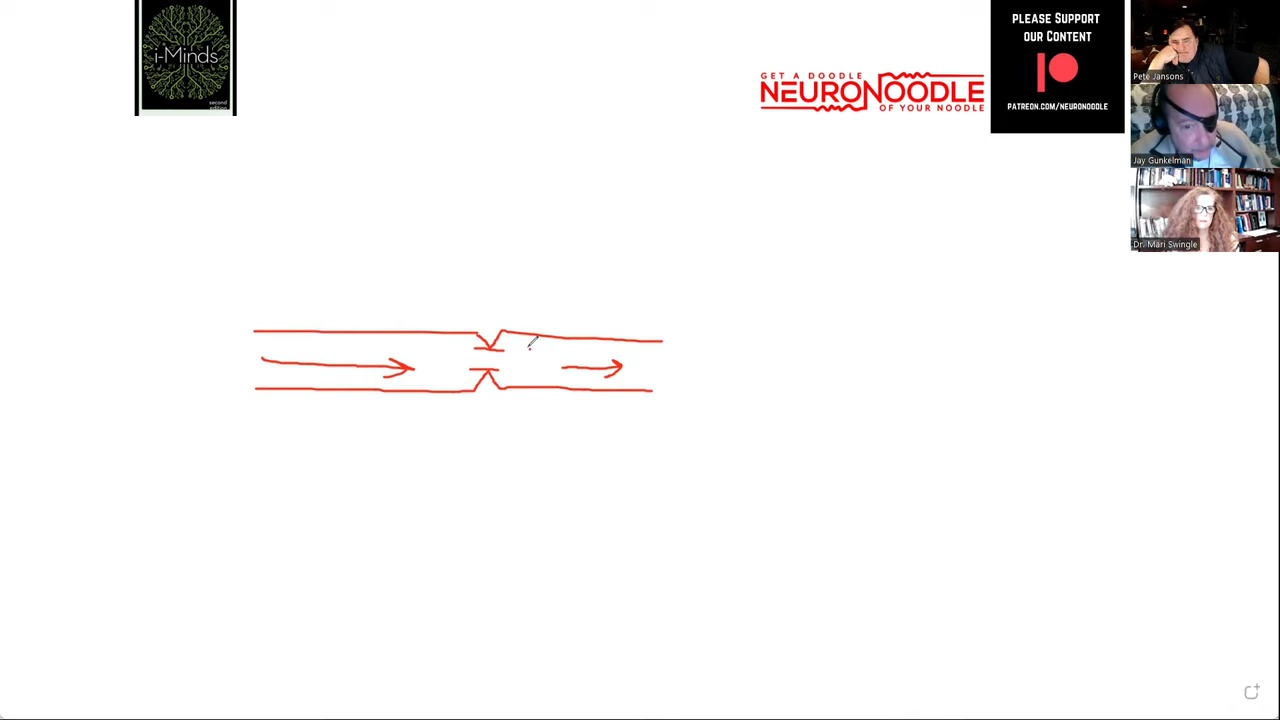 i-Minds
second
edition
GET A DOODLE
NEURONOODLE
OF YOUR NOODLE
PLEASE SUPPORT
OUR CONTENT
PATREON.COM/NEURONOODLE
Pete Jansons
Jay Gunkelman
Dr. Mari Swingle